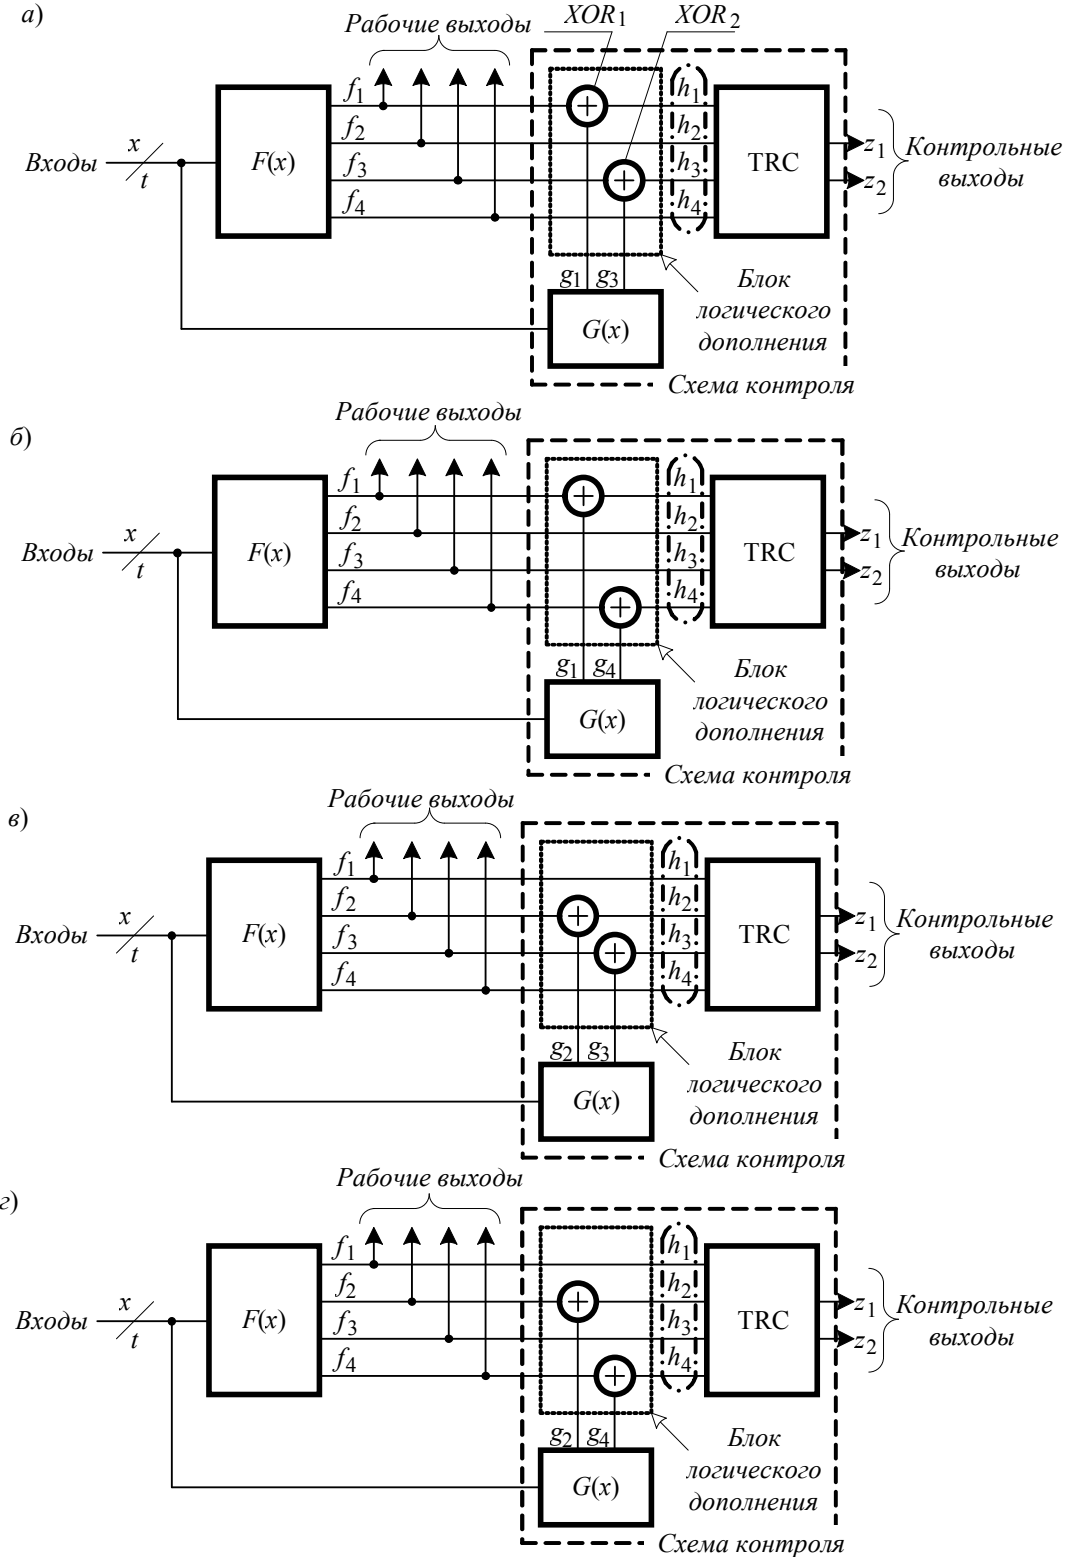 а)
Рабочие выходы
XOR1
XOR2
f1
f2
f3
f4
x
Входы
t
F(x)
h1
h2
h3
h4
TRC
z1
z2
Контрольные
выходы
g1 g3
G(x)
Блок
логического
дополнения
Схема контроля
б)
Рабочие выходы
f1
f2
f3
f4
x
Входы
t
F(x)
h1
h2
h3
h4
TRC
z1
z2
Контрольные
выходы
g1 g4
G(x)
Блок
логического
дополнения
Схема контроля
в)
Рабочие выходы
f1
f2
f3
f4
x
Входы
t
F(x)
h1
h2
h3
h4
TRC
z1
z2
Контрольные
выходы
g2 g3
G(x)
Блок
логического
дополнения
Схема контроля
г)
Рабочие выходы
f1
f2
f3
f4
x
Входы
t
F(x)
h1
h2
h3
h4
TRC
z1
z2
Контрольные
выходы
g2 g4
G(x)
Блок
логического
дополнения
Схема контроля